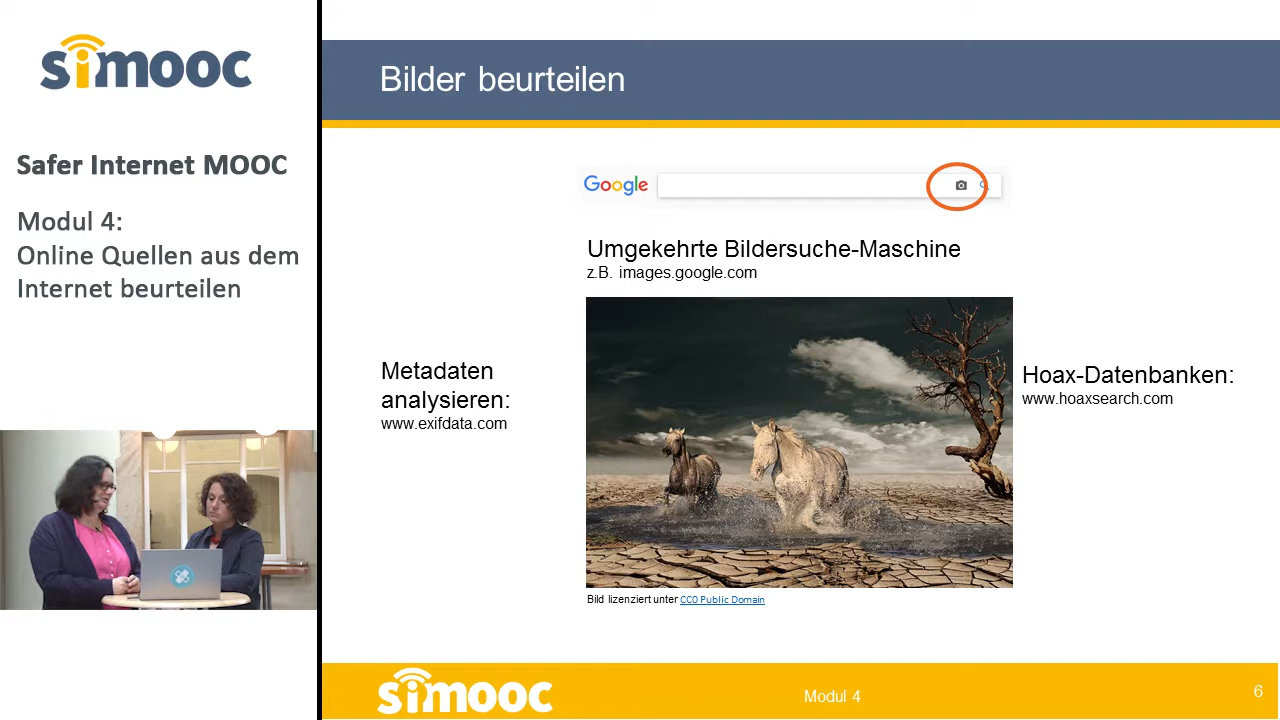 simooc
Safer Internet MOOC
Modul 4:
Online Quellen aus dem
Internet beurteilen
Bilder beurteilen
Google
Umgekehrte Bildersuche-Maschine
z.B. images.google.com
Metadaten
analysieren:
www.exifdata.com
Hoax-Datenbanken:
www.hoaxsearch.com
Bild lizenziert unter CC0 Public Domain
simooc
Modul 4
6